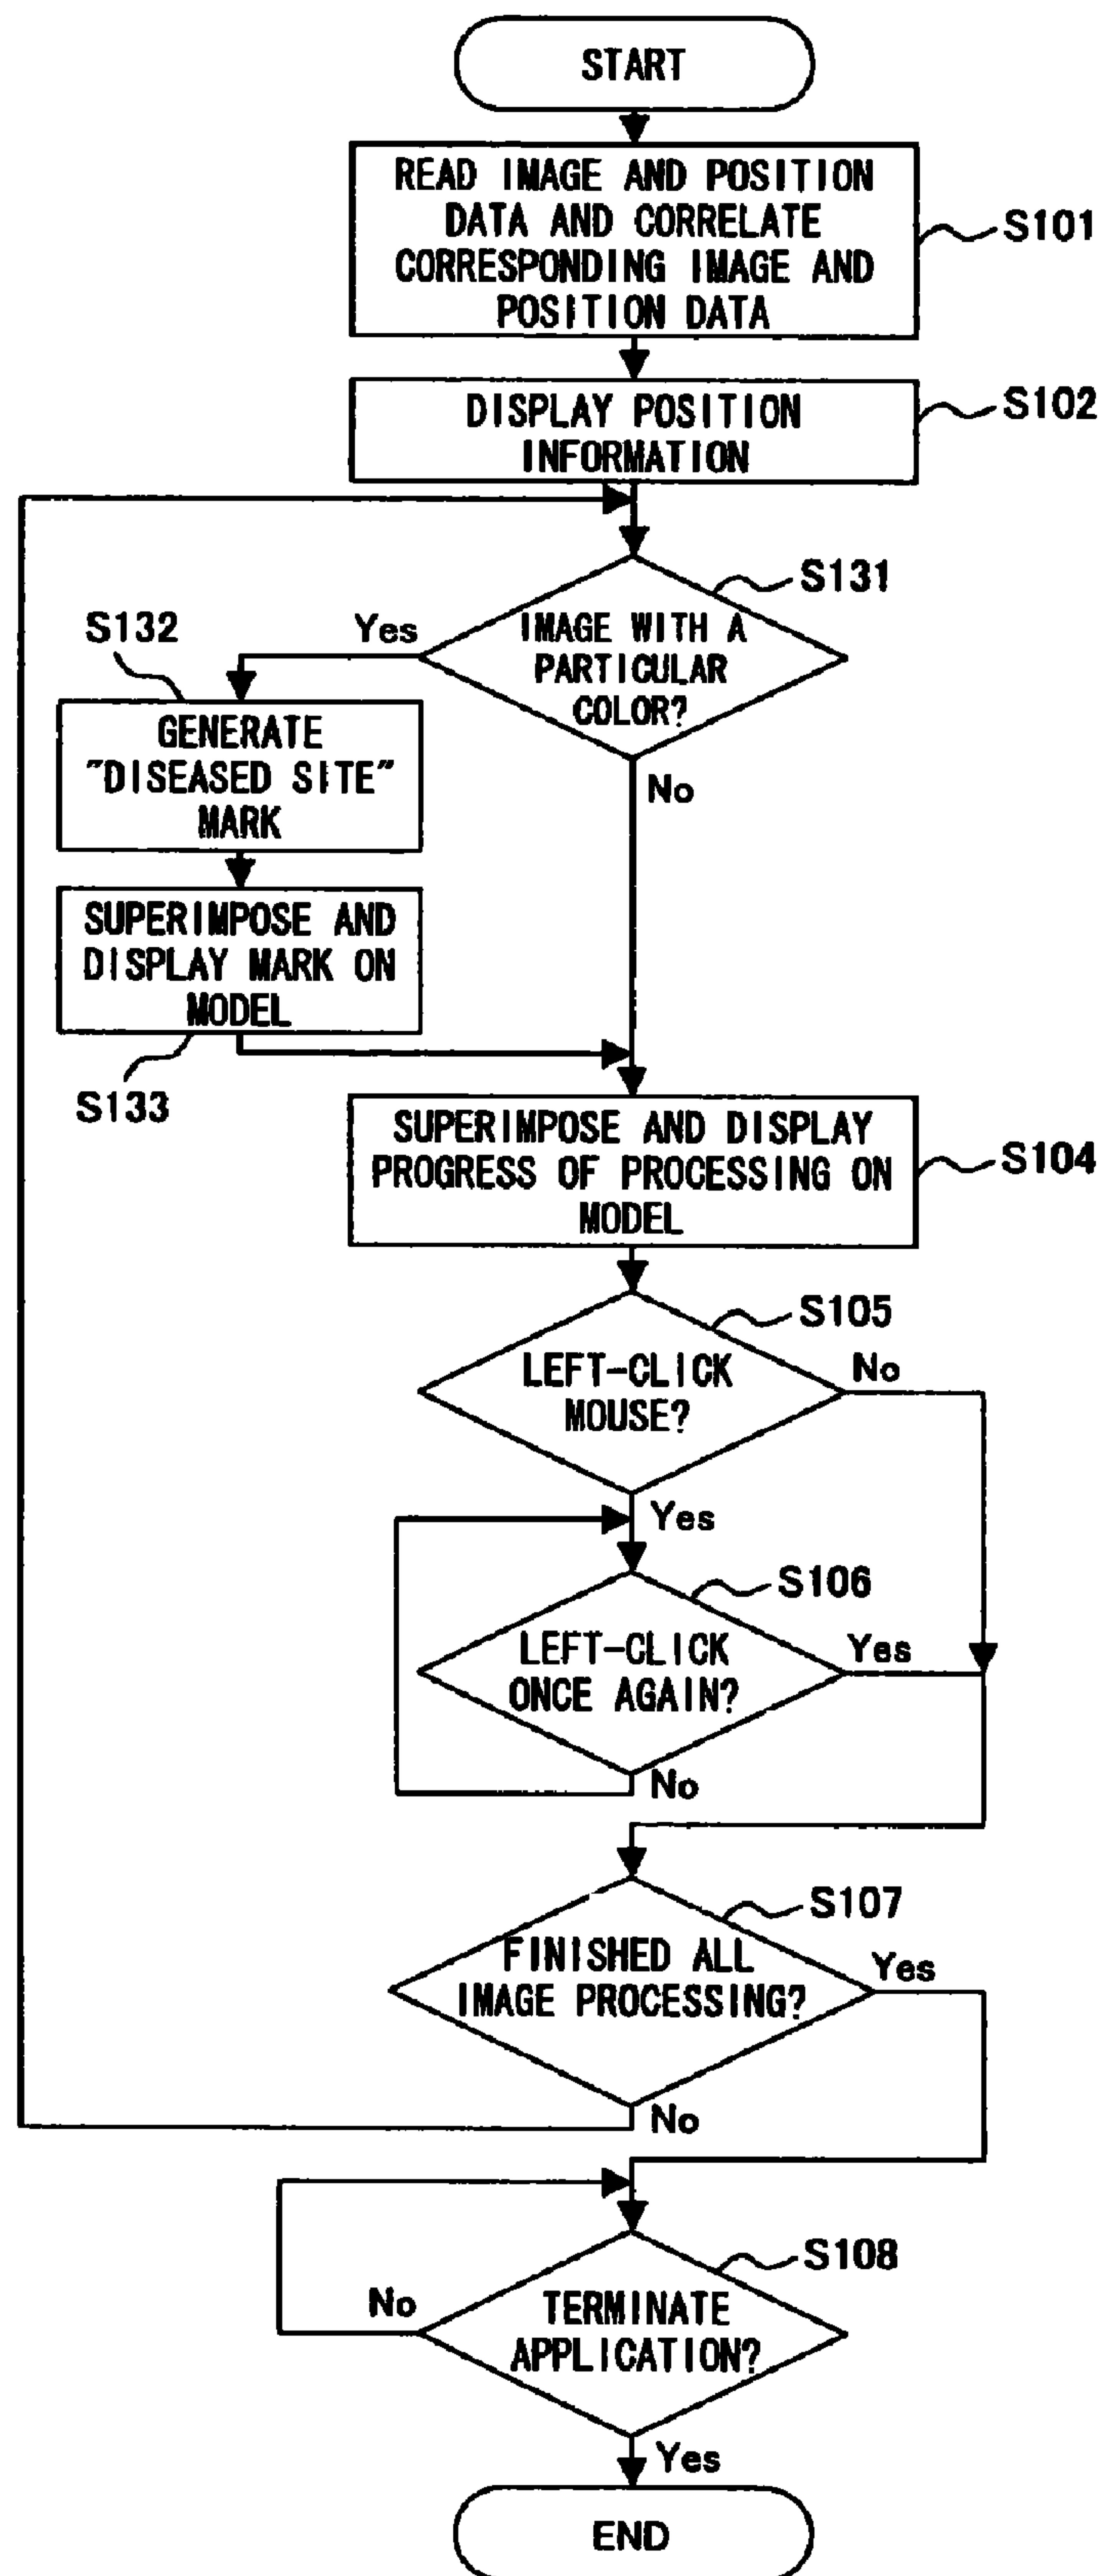 START
READ IMAGE AND POSITION
DATA AND CORRELATE
CORRESPONDING IMAGE AND
POSITION DATA
S101
DISPLAY POSITION
INFORMATION
S102
IMAGE WITH A
PARTICULAR
COLOR?
S131
Yes
No
S132
GENERATE
"DISEASED SITE"
MARK
SUPERIMPOSE AND
DISPLAY MARK ON
MODEL
S133
SUPERIMPOSE AND DISPLAY
PROGRESS OF PROCESSING ON
MODEL
S104
LEFT-CLICK
MOUSE?
S105
No
Yes
LEFT-CLICK
ONCE AGAIN?
S106
Yes
No
FINISHED ALL
IMAGE PROCESSING?
S107
Yes
No
TERMINATE
APPLICATION?
S108
No
Yes
END